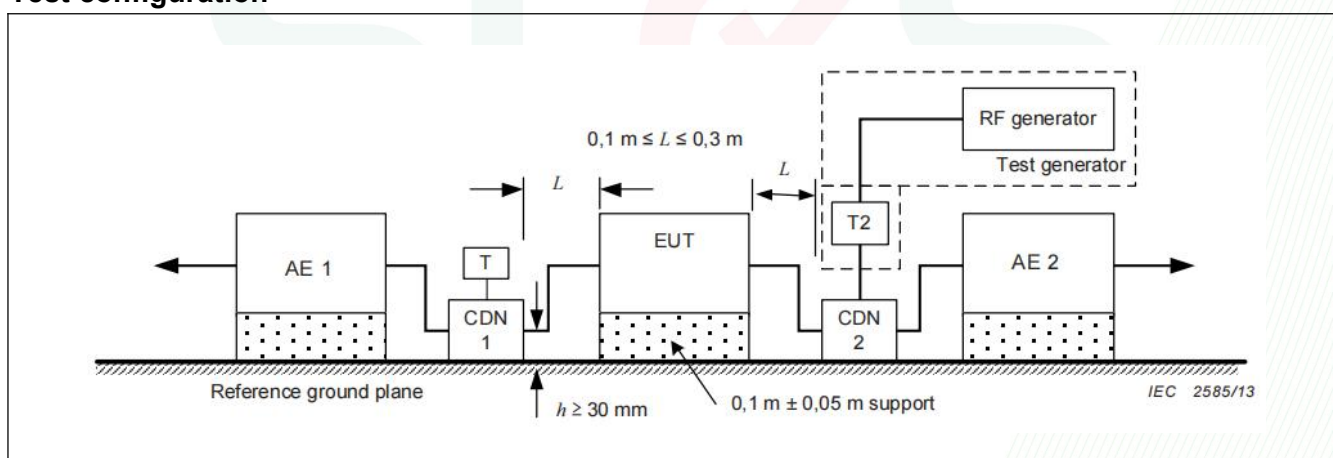 Test configuration
RF generator
Test generator
0,1 m ≤ L ≤ 0,3 m
L
L
T2
EUT
AE 1
T
AE 2
CDN
1
CDN
2
Reference ground plane
h ≥ 30 mm
0,1 m ± 0,05 m support
IEC 2585/13